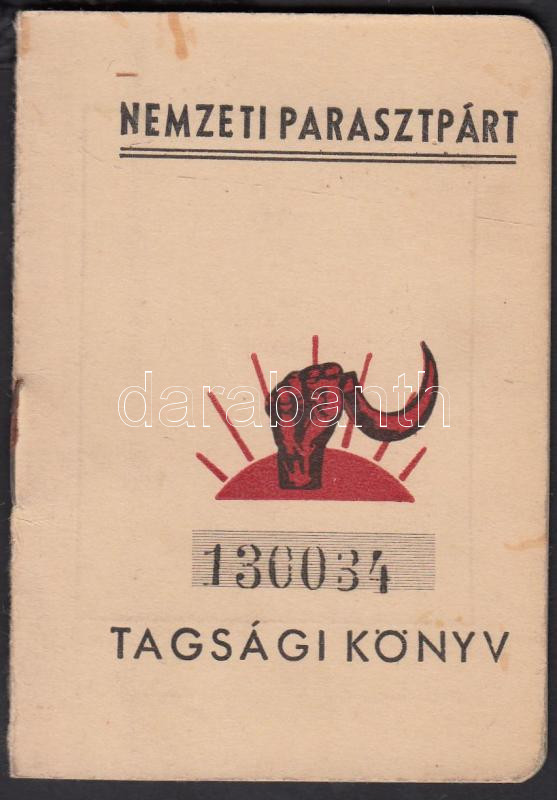 NEMZETI PARASZTPÁRT
darabanth
130034
TAGSÁGI KÖNYV